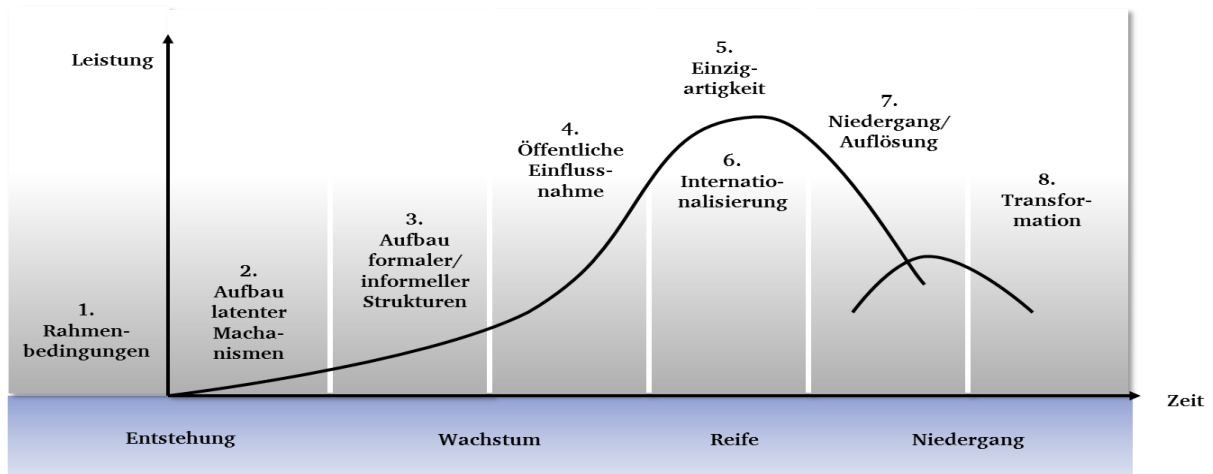 Leistung
1.
Rahmen-
bedingungen
2.
Aufbau
latenter
Macha-
nismen
3.
Aufbau
formaler/
informeller
Strukturen
4.
Öffentliche
Einfluss-
nahme
5.
Einzig-
artigkeit
6.
Internatio-
nalisierung
7.
Niedergang/
Auflösung
8.
Transfor-
mation
Zeit
Entstehung
Wachstum
Reife
Niedergang